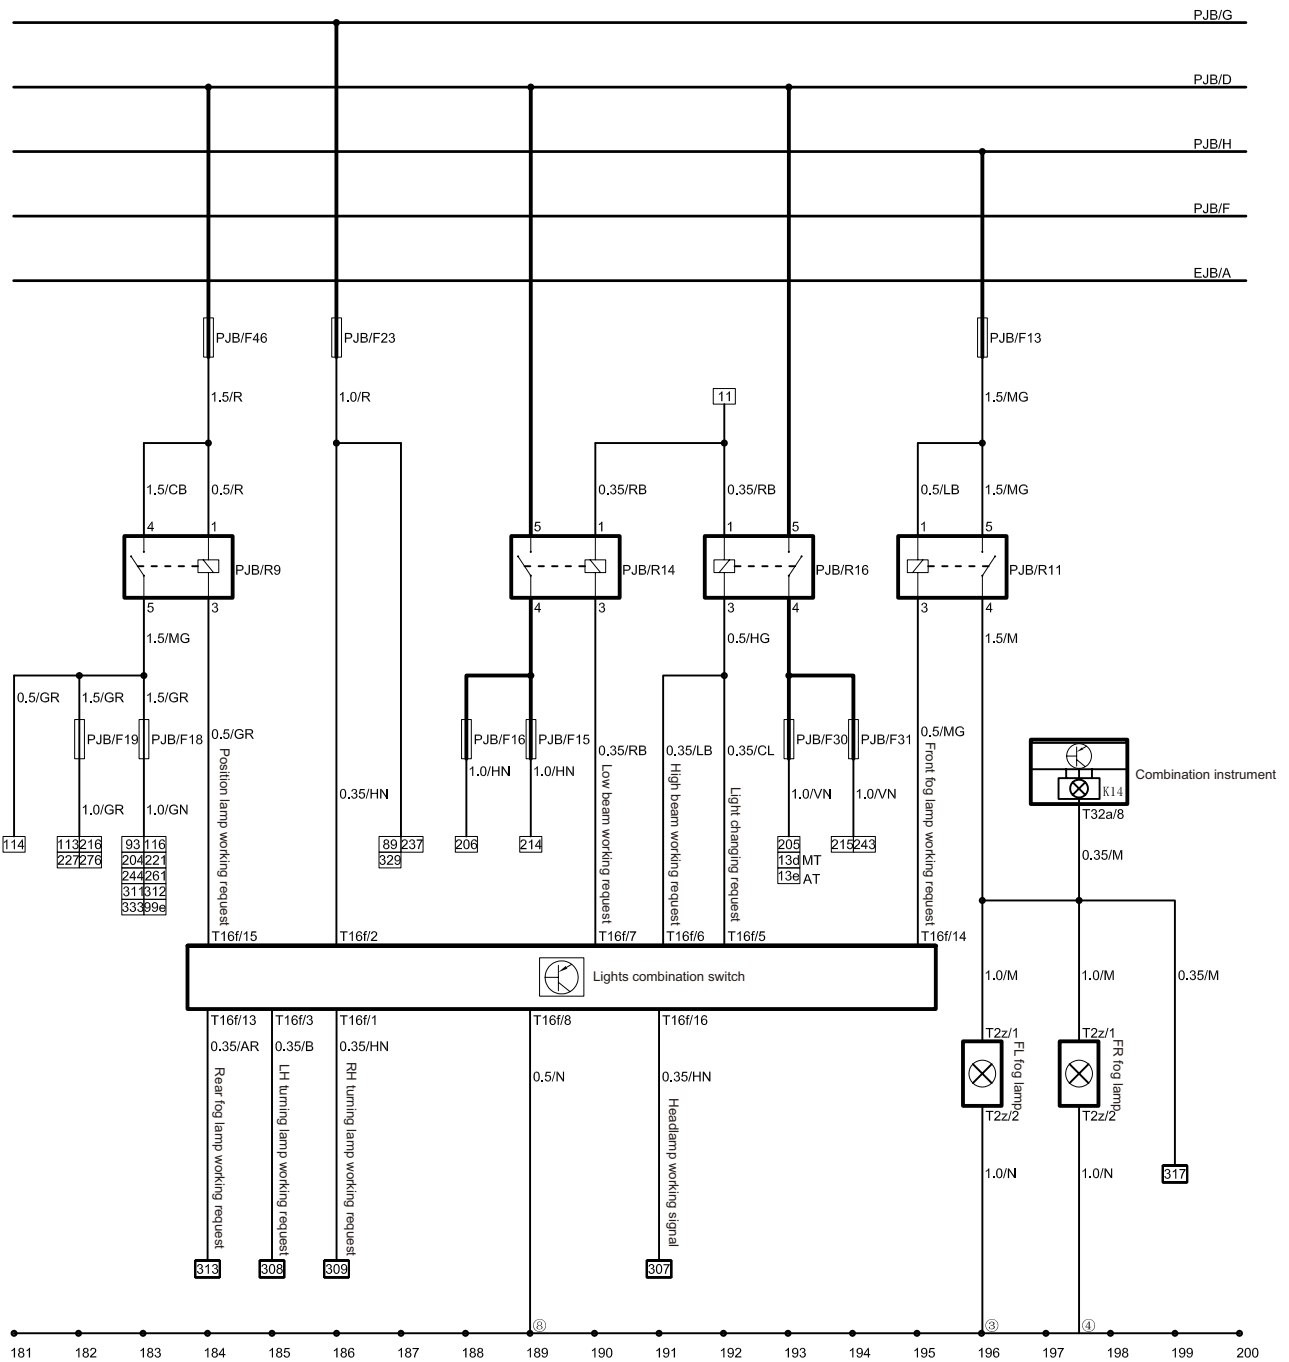 PJB/G
PJB/D
PJB/H
PJB/F
EJB/A
PJB/F46
PJB/F23
PJB/F13
1.5/R
1.0/R
11
1.5/MG
1.5/CB
0.5/R
0.35/RB
0.35/RB
0.5/LB
1.5/MG
4
1
5
1
1
5
1
5
PJB/R9
PJB/R14
PJB/R16
PJB/R11
5
3
4
3
3
4
3
4
1.5/MG
0.5/HG
1.5/M
0.5/GR
1.5/GR
1.5/GR
PJB/F19
PJB/F18
0.5/GR
PJB/F16
PJB/F15
0.35/RB
0.35/LB
0.35/CL
PJB/F30
PJB/F31
0.5/MG
Position lamp working request
Low beam working request
High beam working request
Light changing request
Front fog lamp working request
K14
Combination instrument
T32a/8
1.0/GR
1.0/GN
0.35/HN
1.0/HN
1.0/HN
1.0/VN
1.0/VN
0.35/M
114
113 216
227 276
93 116
204 221
244 261
311 312
333 99e
89 237
329
206
214
205
13d MT
13e AT
215 243
T16f/15
T16f/2
T16f/7
T16f/6
T16f/5
T16f/14
Lights combination switch
T16f/13
T16f/3
T16f/1
T16f/8
T16f/16
1.0/M
1.0/M
0.35/M
0.35/AR
0.35/B
0.35/HN
0.5/N
0.35/HN
Rear fog lamp working request
LH turning lamp working request
RH turning lamp working request
Headlamp working signal
T2z/1
T2z/1
FL fog lamp
FR fog lamp
T2z/2
T2z/2
1.0/N
1.0/N
317
313
308
309
307
⑧
③
④
181 182 183 184 185 186 187 188 189 190 191 192 193 194 195 196 197 198 199 200